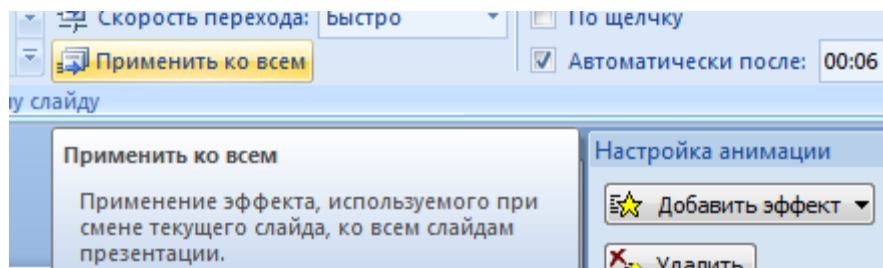 Скорость перехода: Быстро
По щелчку
Применить ко всем
Автоматически после: 00:06
му слайду
Применить ко всем
Применение эффекта, используемого при
смене текущего слайда, ко всем слайдам
презентации.
Настройка анимации
Добавить эффект
Удалить